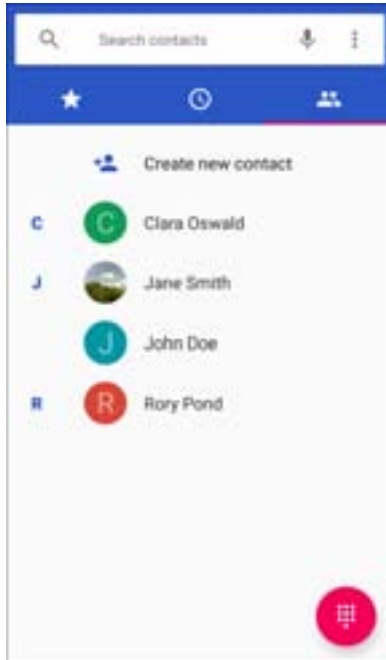 Search contacts
Create new contact
C
C
Clara Oswald
J
Jane Smith
J
John Doe
R
R
Rory Pond